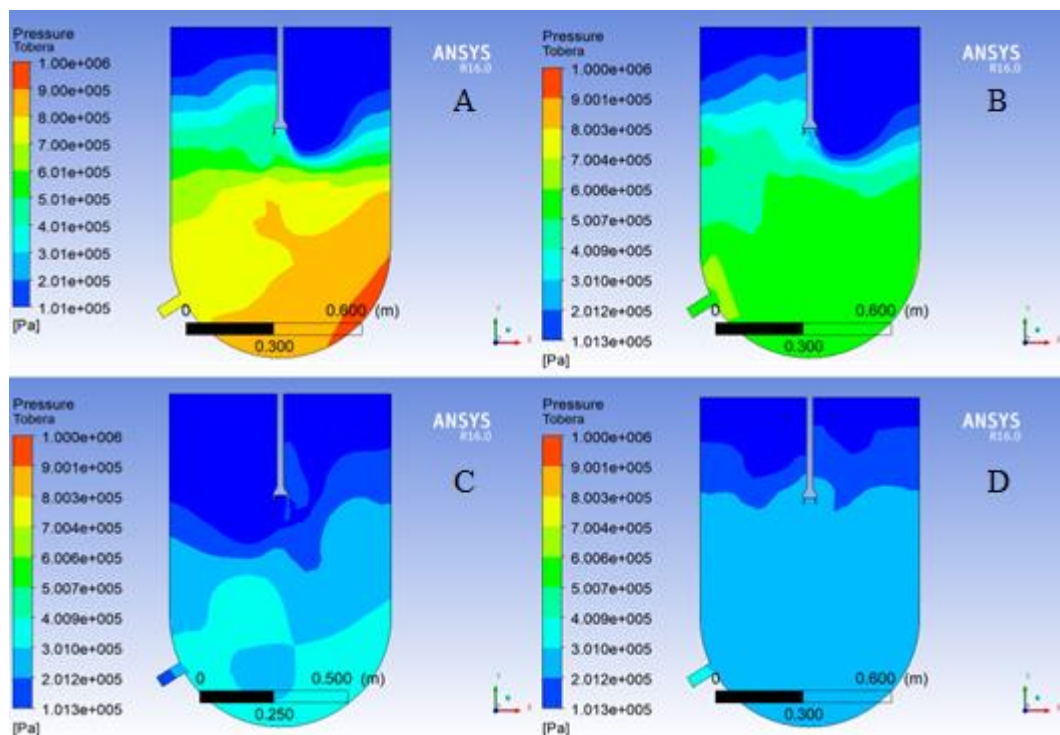 Pressure
Tobera
1.00e+006
9.00e+005
8.00e+005
7.00e+005
6.01e+005
5.01e+005
4.01e+005
3.01e+005
2.01e+005
1.01e+005
[Pa]
ANSYS
R16.0
A
0 0.600 (m)
0.300
Pressure
Tobera
1.000e+006
9.001e+005
8.003e+005
7.004e+005
6.006e+005
5.007e+005
4.009e+005
3.010e+005
2.012e+005
1.013e+005
[Pa]
ANSYS
R16.0
B
0 0.600 (m)
0.300
Pressure
Tobera
1.000e+006
9.001e+005
8.003e+005
7.004e+005
6.006e+005
5.007e+005
4.009e+005
3.010e+005
2.012e+005
1.013e+005
[Pa]
ANSYS
R16.0
C
0 0.500 (m)
0.250
Pressure
Tobera
1.000e+006
9.001e+005
8.003e+005
7.004e+005
6.006e+005
5.007e+005
4.009e+005
3.010e+005
2.012e+005
1.013e+005
[Pa]
ANSYS
R16.0
D
0 0.600 (m)
0.300